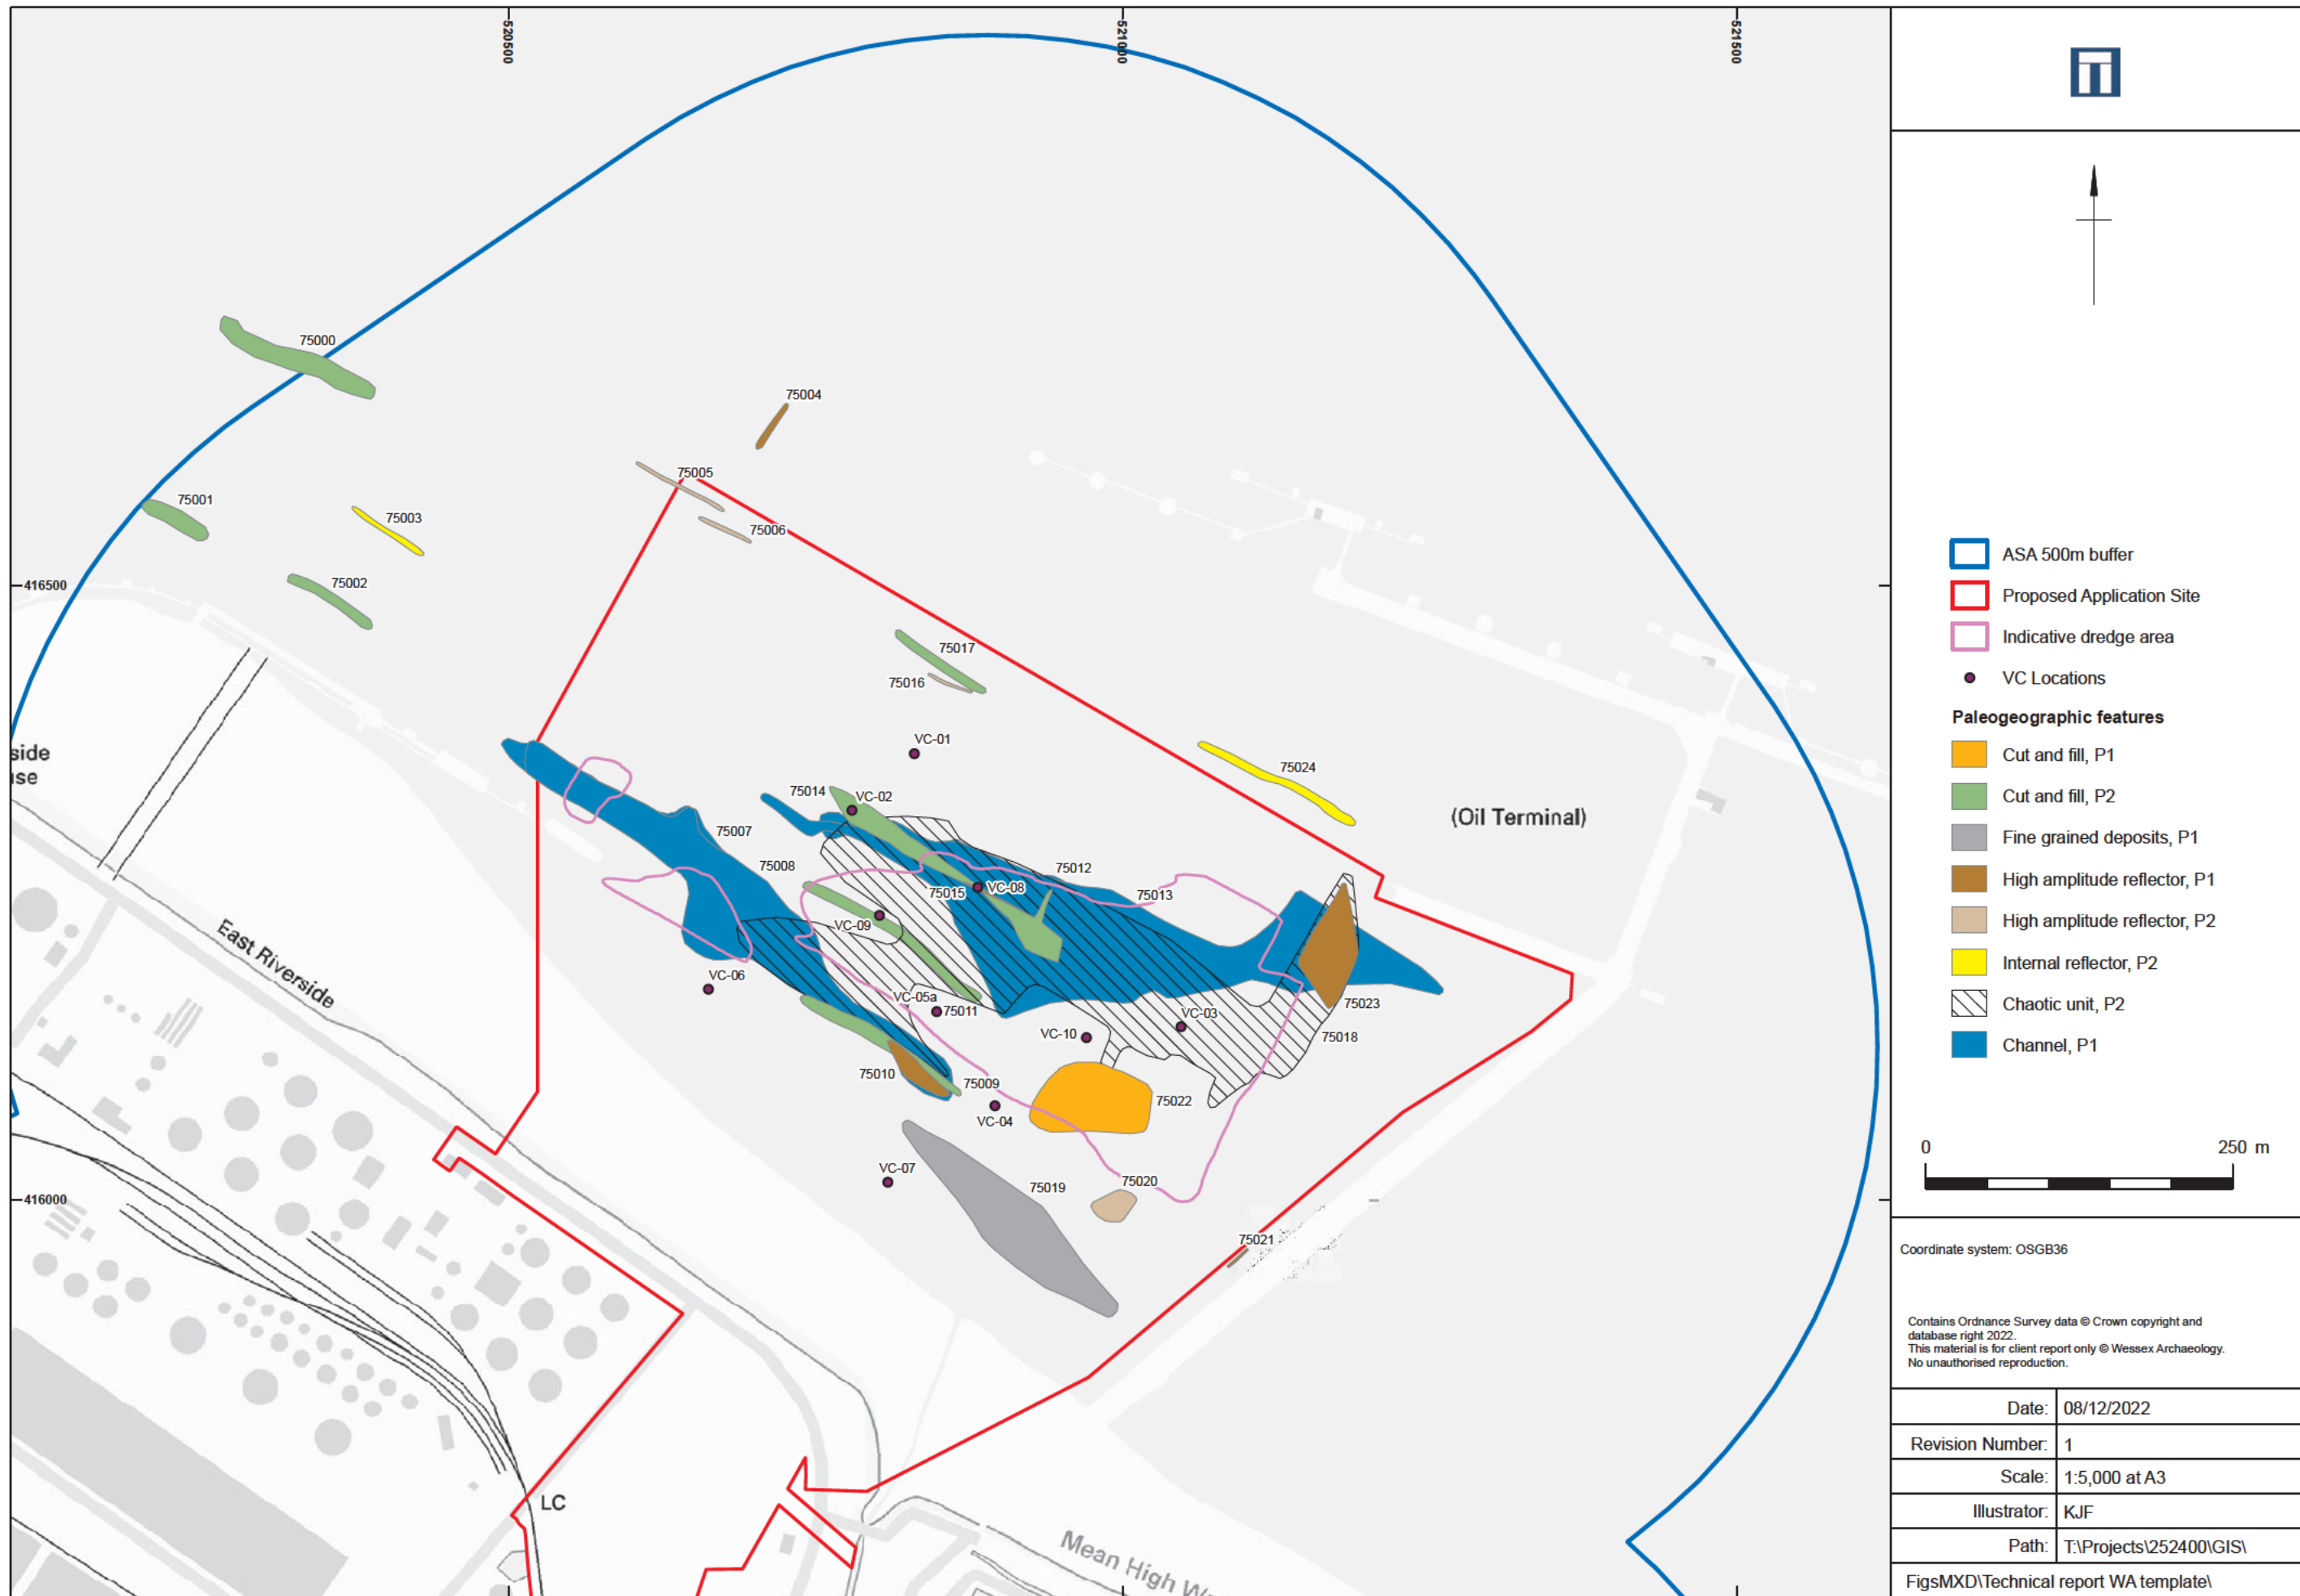 520500
521000
521500
75000
75004
75005
75001
75003
75006
416500
75002
75017
75016
side
use
VC-01
75024
75014
VC-02
(Oil Terminal)
75007
75008
75012
75015
VC-08
75013
VC-09
East Riverside
VC-06
VC-05a
75011
VC-03
75023
VC-10
75018
75010
75009
75022
VC-04
VC-07
75019
75020
416000
75021
LC
Mean High W
ASA 500m buffer
Proposed Application Site
Indicative dredge area
VC Locations
Paleogeographic features
Cut and fill, P1
Cut and fill, P2
Fine grained deposits, P1
High amplitude reflector, P1
High amplitude reflector, P2
Internal reflector, P2
Chaotic unit, P2
Channel, P1
0 250 m
Coordinate system: OSGB36
Contains Ordnance Survey data © Crown copyright and
database right 2022.
This material is for client report only © Wessex Archaeology.
No unauthorised reproduction.
Date: 08/12/2022
Revision Number: 1
Scale: 1:5,000 at A3
Illustrator: KJF
Path: T:\Projects\252400\GIS\
FigsMXD\Technical report WA template\